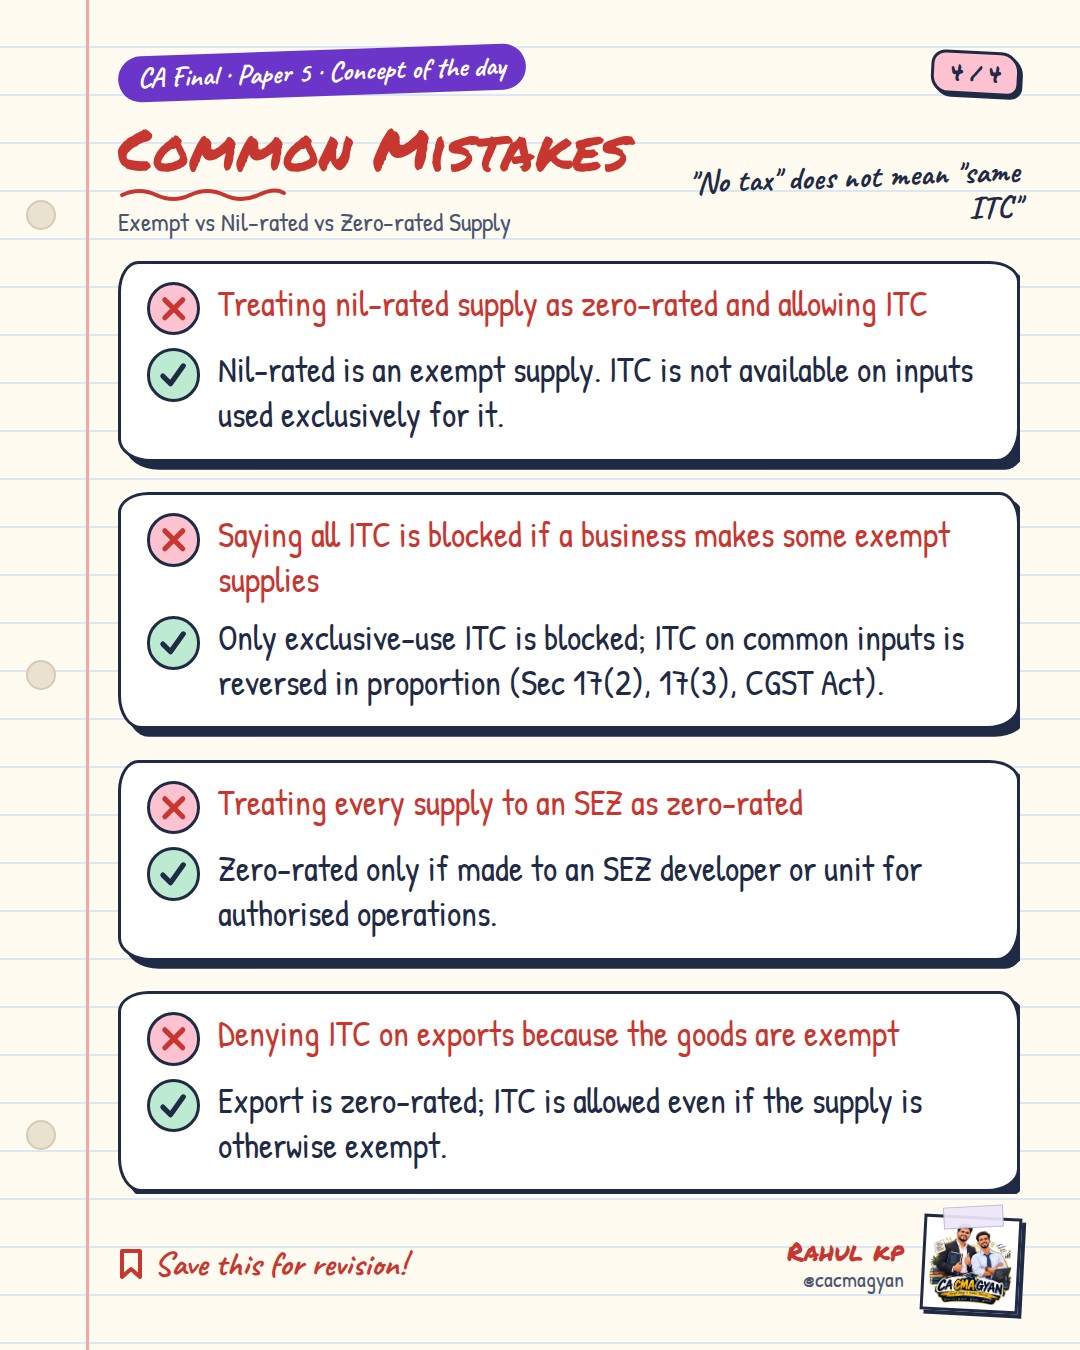 CA Final · Paper 5 · Concept of the day
4 / 4
Common Mistakes
"No tax" does not mean "same
ITC"
Exempt vs Nil-rated vs Zero-rated Supply
Treating nil-rated supply as zero-rated and allowing ITC
Nil-rated is an exempt supply. ITC is not available on inputs
used exclusively for it.
Saying all ITC is blocked if a business makes some exempt
supplies
Only exclusive-use ITC is blocked; ITC on common inputs is
reversed in proportion (Sec 17(2), 17(3), CGST Act).
Treating every supply to an SEZ as zero-rated
Zero-rated only if made to an SEZ developer or unit for
authorised operations.
Denying ITC on exports because the goods are exempt
Export is zero-rated; ITC is allowed even if the supply is
otherwise exempt.
Save this for revision!
Rahul KP
@cacmagyan
CA CMA GYAN